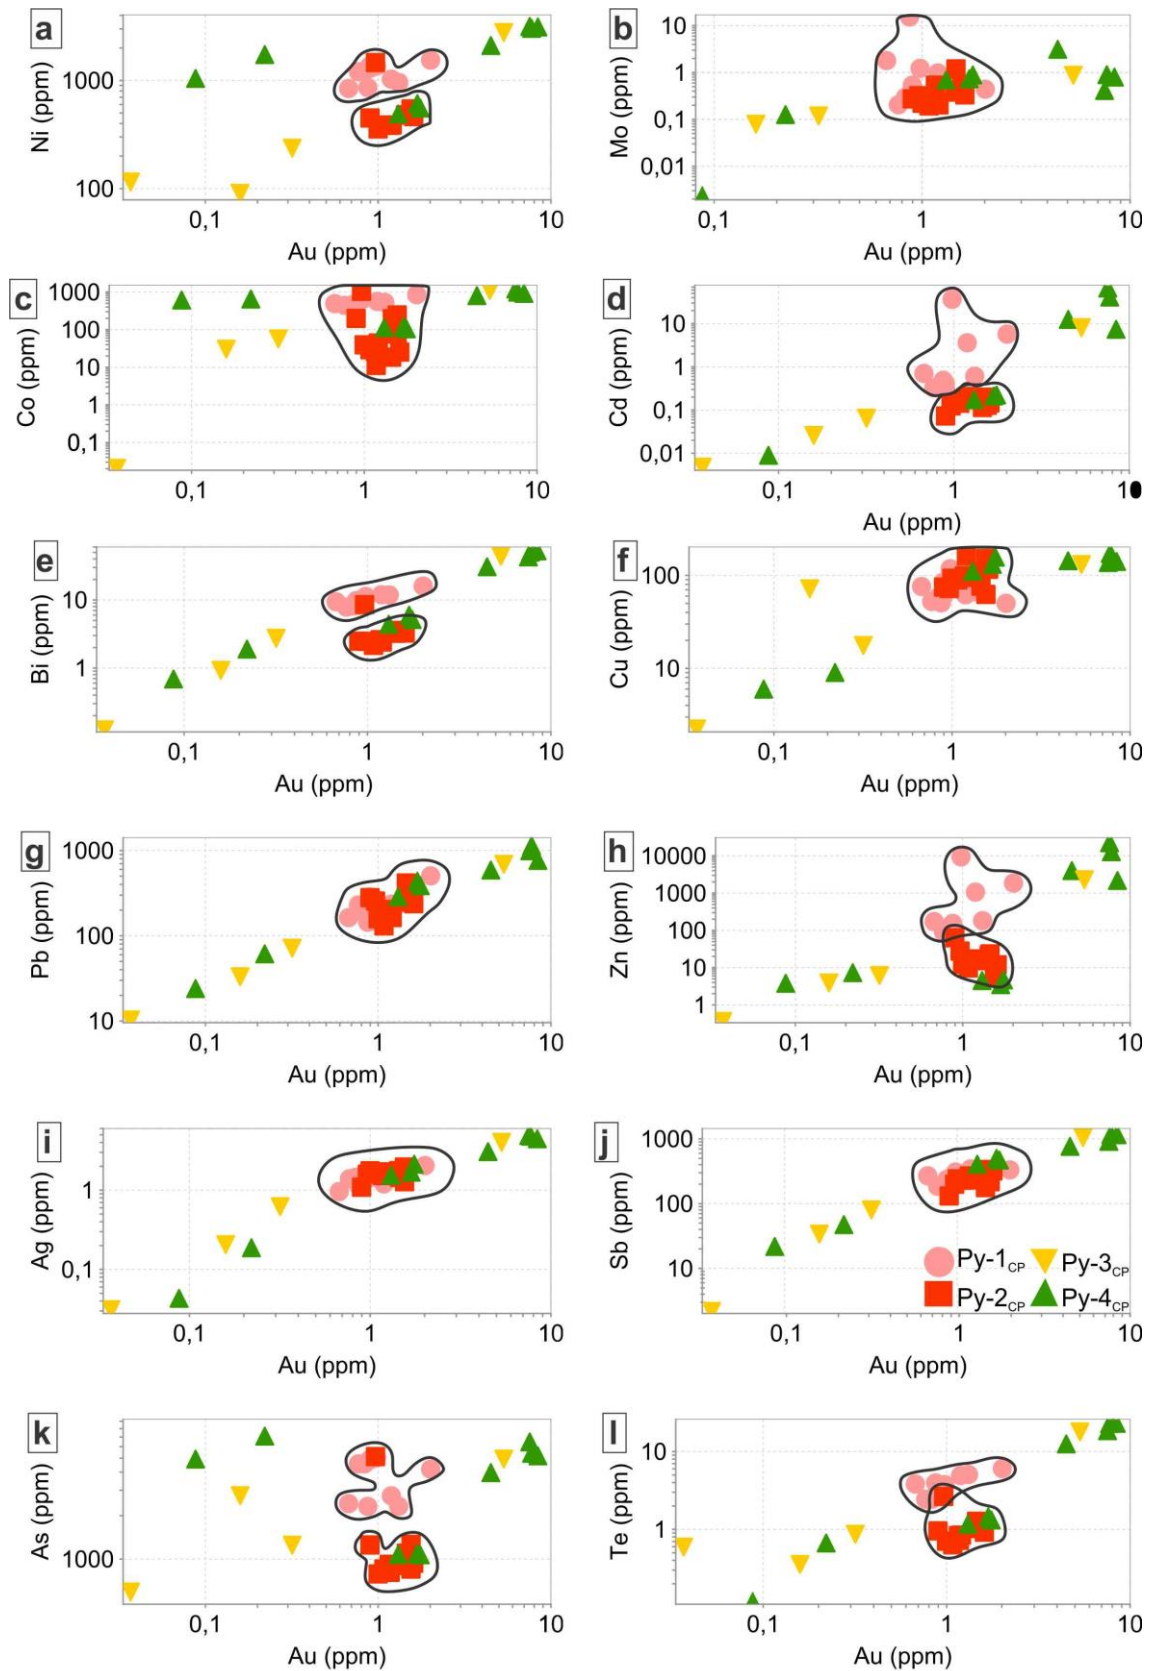 a
Ni (ppm)
1000
100
0,1 1 10
Au (ppm)
b
Mo (ppm)
10
1
0,1
0,01
0,1 1 10
Au (ppm)
c
Co (ppm)
1000
100
10
1
0,1
0,1 1 10
Au (ppm)
d
Cd (ppm)
10
1
0,1
0,01
0,1 1 10
Au (ppm)
e
Bi (ppm)
10
1
0,1 1 10
Au (ppm)
f
Cu (ppm)
100
10
0,1 1 10
Au (ppm)
g
Pb (ppm)
1000
100
10
0,1 1 10
Au (ppm)
h
Zn (ppm)
10000
1000
100
10
1
0,1 1 10
Au (ppm)
i
Ag (ppm)
1
0,1
0,1 1 10
Au (ppm)
j
Sb (ppm)
1000
100
10
Py-1CP Py-3CP
Py-2CP Py-4CP
0,1 1 10
Au (ppm)
k
As (ppm)
1000
0,1 1 10
Au (ppm)
l
Te (ppm)
10
1
0,1 1 10
Au (ppm)